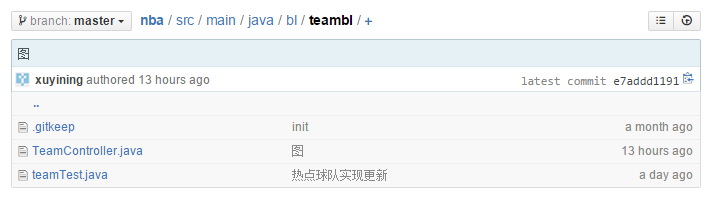 branch: master nba / src / main / java / bl / teambl / +
图
xuyining authored 13 hours ago latest commit e7addd1191
..
.gitkeep init a month ago
TeamController.java 图 13 hours ago
teamTest.java 热点球队实现更新 a day ago